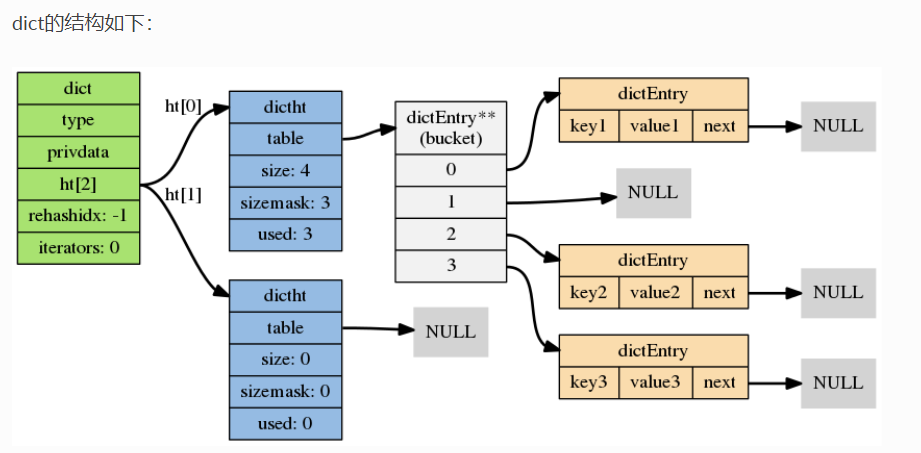 dict的结构如下：
dict
type
privdata
ht[2]
rehashidx: -1
iterators: 0
ht[0]
ht[1]
dictht
table
size: 4
sizemask: 3
used: 3
dictht
table
size: 0
sizemask: 0
used: 0
dictEntry**
(bucket)
0
1
2
3
NULL
dictEntry
key1 value1 next
NULL
NULL
dictEntry
key2 value2 next
NULL
dictEntry
key3 value3 next
NULL